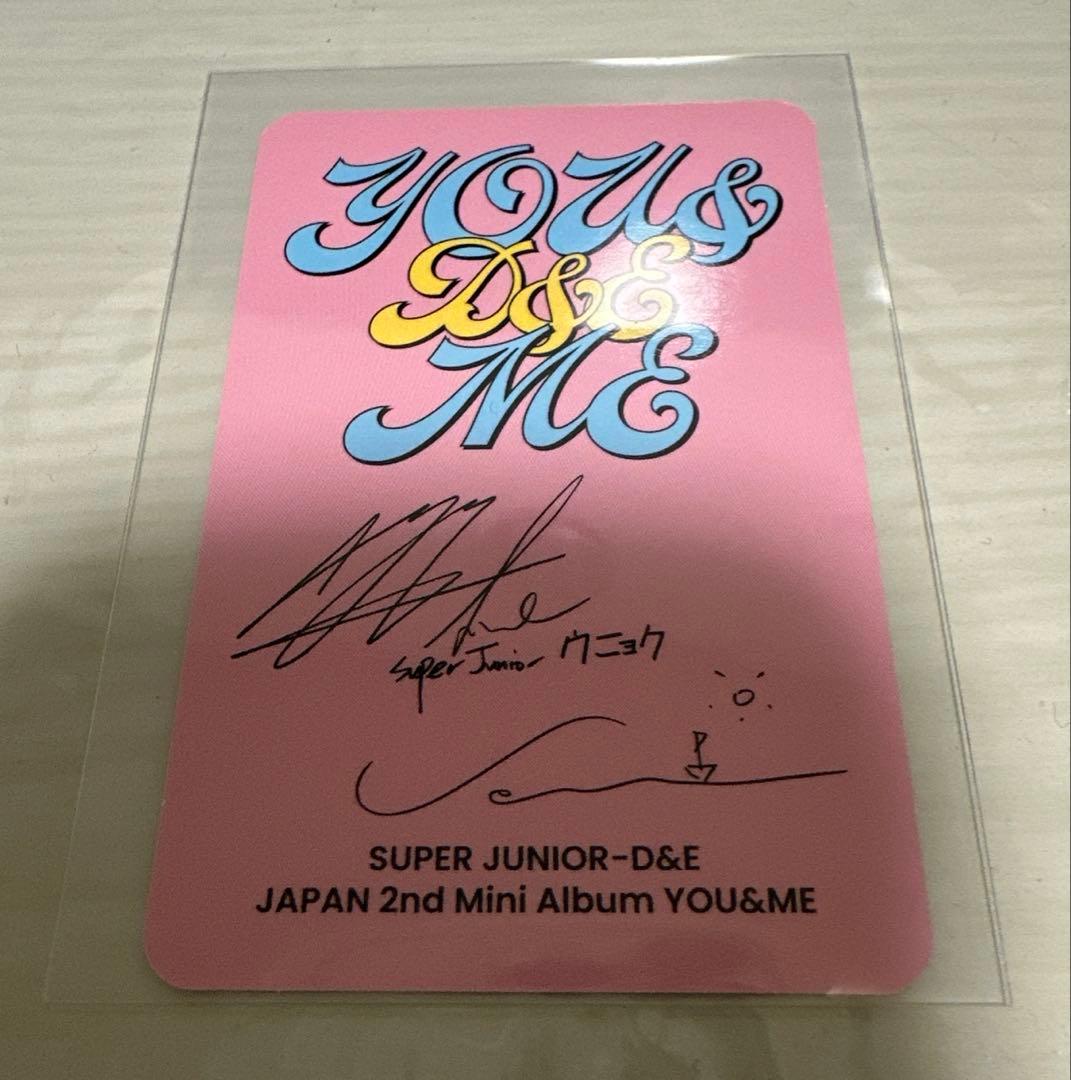 YOU&
D&E
ME
Super Junior ウニョク
SUPER JUNIOR-D&E
JAPAN 2nd Mini Album YOU&ME